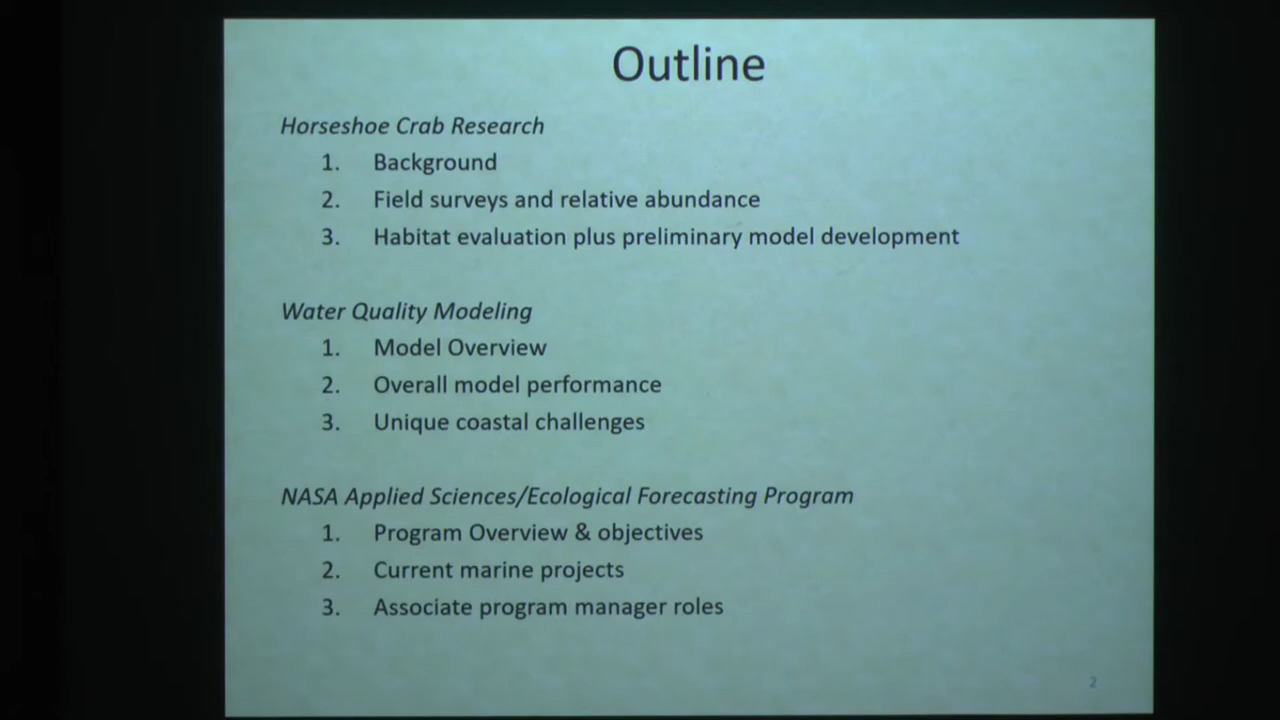 Outline
Horseshoe Crab Research
1. Background
2. Field surveys and relative abundance
3. Habitat evaluation plus preliminary model development
Water Quality Modeling
1. Model Overview
2. Overall model performance
3. Unique coastal challenges
NASA Applied Sciences/Ecological Forecasting Program
1. Program Overview & objectives
2. Current marine projects
3. Associate program manager roles
2